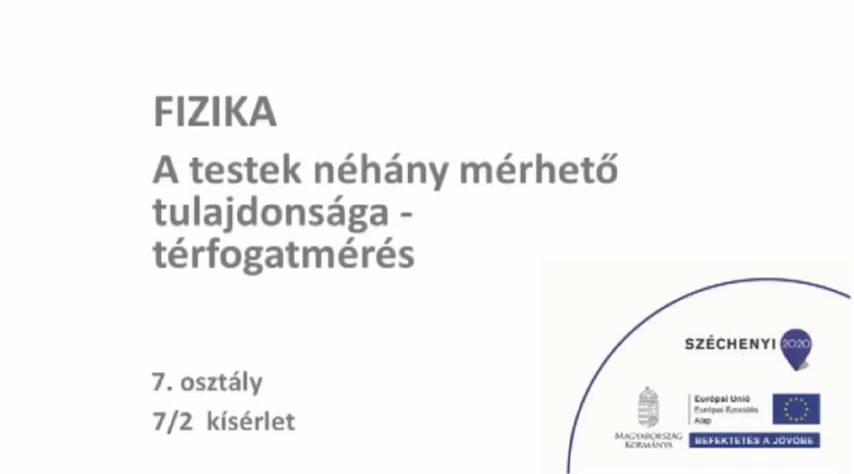 FIZIKA
A testek néhány mérhető
tulajdonsága -
térfogatmérés
7. osztály
7/2 kísérlet
SZÉCHENYI 2020
MAGYARORSZÁG
KORMÁNYA
Európai Unió
Európai Szociális
Alap
BEFEKTETÉS A JÖVŐBE